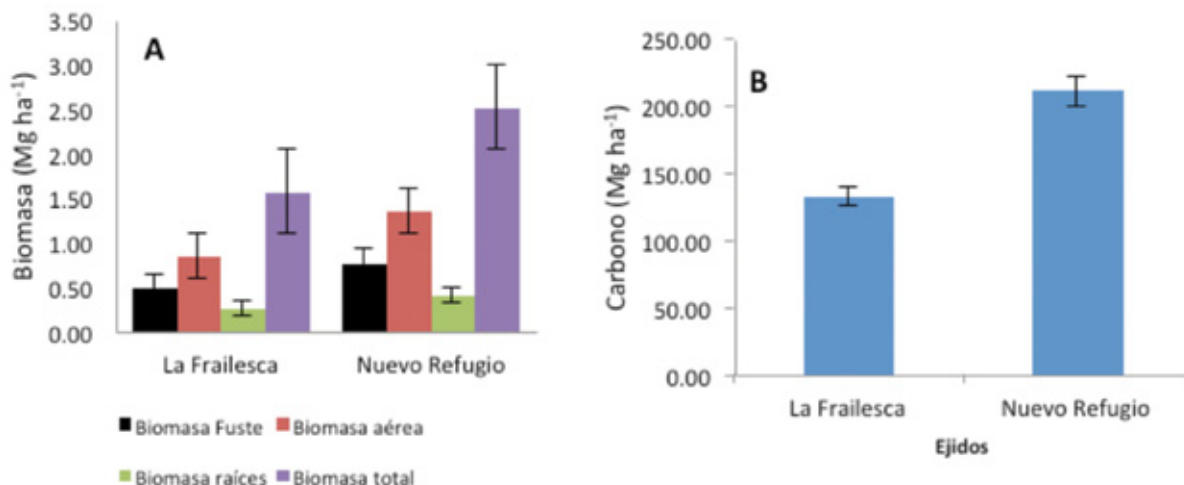 A
Biomasa (Mg ha⁻¹)
3.50
3.00
2.50
2.00
1.50
1.00
0.50
0.00
La Frailesca Nuevo Refugio
Biomasa Fuste Biomasa aérea
Biomasa raíces Biomasa total
B
Carbono (Mg ha⁻¹)
250.00
200.00
150.00
100.00
50.00
0.00
La Frailesca Nuevo Refugio
Ejidos